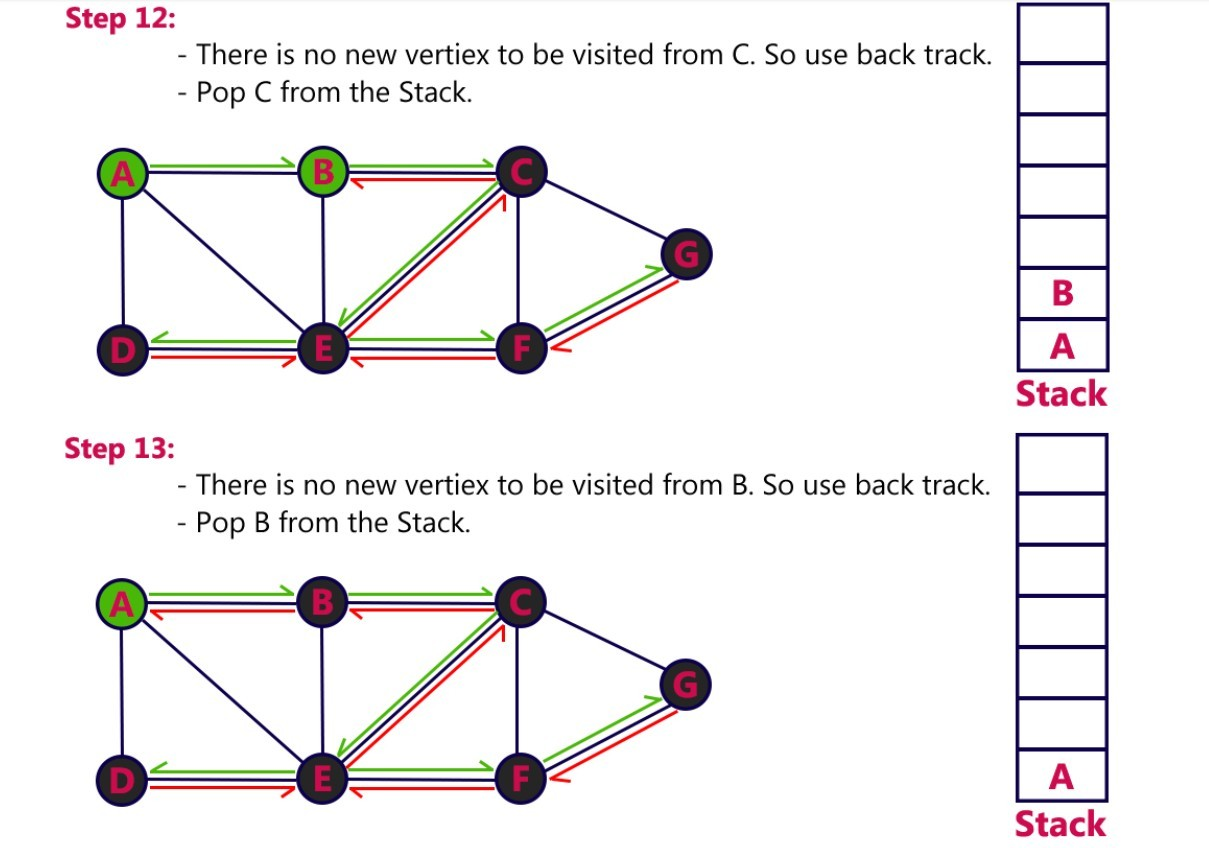 Step 12:
- There is no new vertiex to be visited from C. So use back track.
- Pop C from the Stack.
A
B
C
G
D
E
F
B
A
Stack
Step 13:
- There is no new vertiex to be visited from B. So use back track.
- Pop B from the Stack.
A
B
C
G
D
E
F
A
Stack